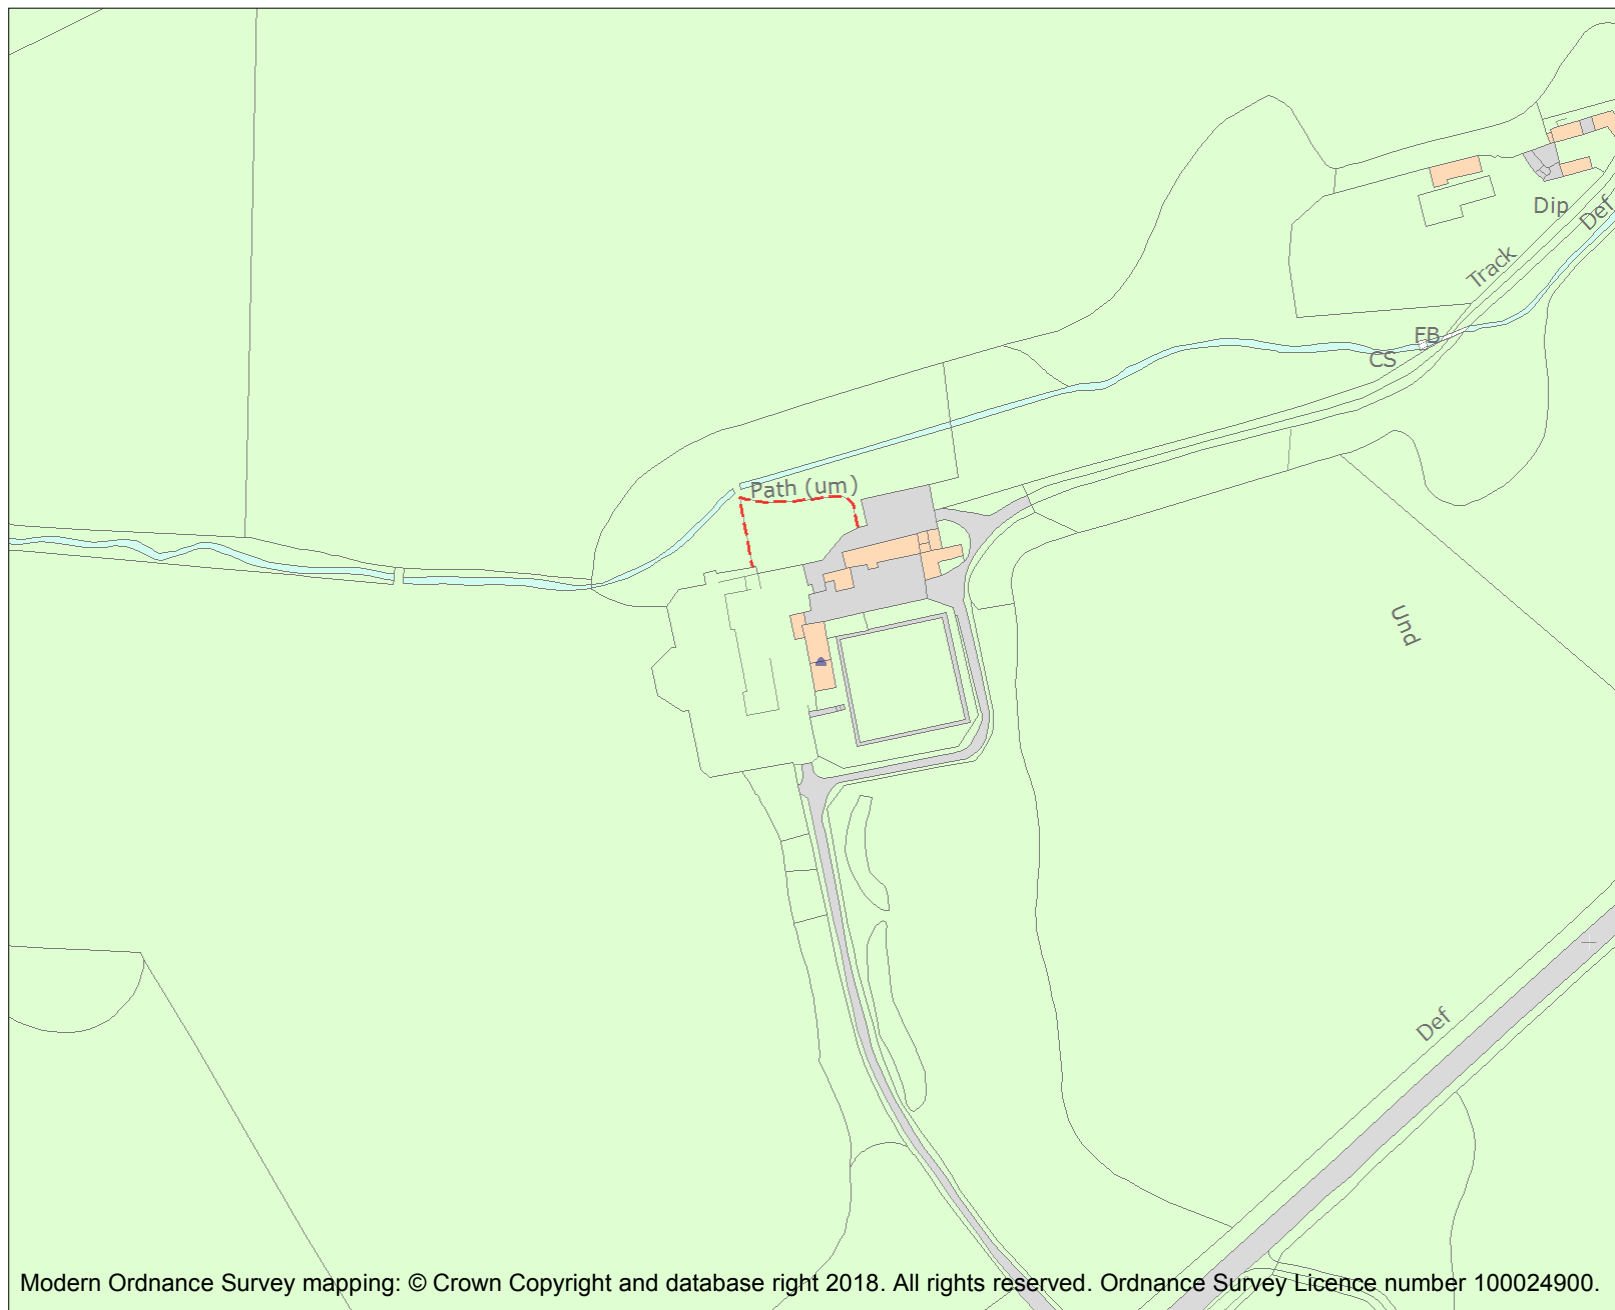 Dip
Def
Track
FB
CS
Path (um)
Und
Def
Modern Ordnance Survey mapping: © Crown Copyright and database right 2018. All rights reserved. Ordnance Survey Licence number 100024900.